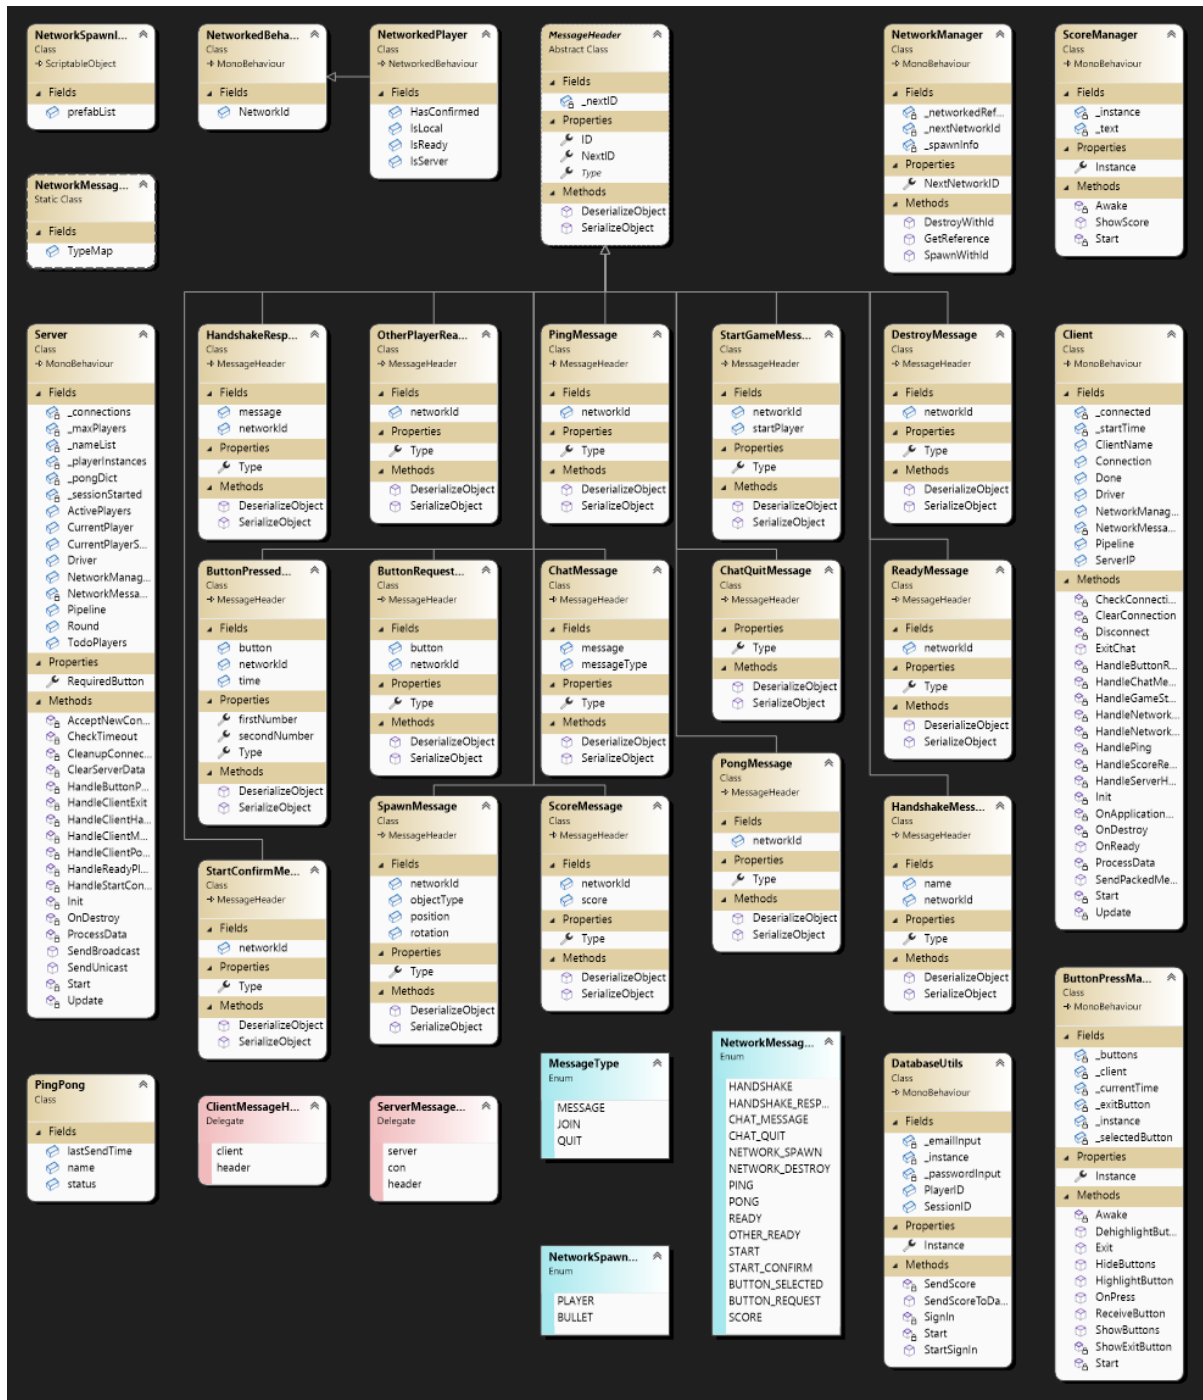 NetworkSpawnI...
Class
ScriptableObject
Fields
prefabList
NetworkedBeha...
Class
MonoBehaviour
Fields
NetworkId
NetworkedPlayer
Class
NetworkedBehaviour
Fields
HasConfirmed
IsLocal
IsReady
IsServer
MessageHeader
Abstract Class
Fields
_nextID
Properties
ID
NextID
Type
Methods
DeserializeObject
SerializeObject
NetworkManager
Class
MonoBehaviour
Fields
_networkedRef...
_nextNetworkId
_spawnInfo
Properties
NextNetworkID
Methods
DestroyWithId
GetReference
SpawnWithId
ScoreManager
Class
MonoBehaviour
Fields
_instance
_text
Properties
Instance
Methods
Awake
ShowScore
Start
NetworkMessag...
Static Class
Fields
TypeMap
Server
Class
MonoBehaviour
Fields
_connections
_maxPlayers
_nameList
_playerInstances
_pongDict
_sessionStarted
ActivePlayers
CurrentPlayer
CurrentPlayerS...
Driver
NetworkManag...
NetworkMessa...
Pipeline
Round
TodoPlayers
Properties
RequiredButton
Methods
AcceptNewCon...
CheckTimeout
CleanupConnec...
ClearServerData
HandleButtonP...
HandleClientExit
HandleClientHa...
HandleClientM...
HandleClientPo...
HandleReadyPl...
HandleStartCon...
Init
OnDestroy
ProcessData
SendBroadcast
SendUnicast
Start
Update
HandshakeResp...
Class
MessageHeader
Fields
message
networkId
Properties
Type
Methods
DeserializeObject
SerializeObject
OtherPlayerRea...
Class
MessageHeader
Fields
networkId
Properties
Type
Methods
DeserializeObject
SerializeObject
PingMessage
Class
MessageHeader
Fields
networkId
Properties
Type
Methods
DeserializeObject
SerializeObject
StartGameMess...
Class
MessageHeader
Fields
networkId
startPlayer
Properties
Type
Methods
DeserializeObject
SerializeObject
DestroyMessage
Class
MessageHeader
Fields
networkId
Properties
Type
Methods
DeserializeObject
SerializeObject
Client
Class
MonoBehaviour
Fields
_connected
_startTime
ClientName
Connection
Done
Driver
NetworkManag...
NetworkMessa...
Pipeline
ServerIP
Methods
CheckConnecti...
ClearConnection
Disconnect
ExitChat
HandleButtonR...
HandleChatMe...
HandleGameSt...
HandleNetwork...
HandleNetwork...
HandlePing
HandleScoreRe...
HandleServerH...
Init
OnApplication...
OnDestroy
OnReady
ProcessData
SendPackedMe...
Start
Update
ButtonPressed...
Class
MessageHeader
Fields
button
networkId
time
Properties
firstNumber
secondNumber
Type
Methods
DeserializeObject
SerializeObject
ButtonRequest...
Class
MessageHeader
Fields
button
networkId
Properties
Type
Methods
DeserializeObject
SerializeObject
ChatMessage
Class
MessageHeader
Fields
message
messageType
Properties
Type
Methods
DeserializeObject
SerializeObject
ChatQuitMessage
Class
MessageHeader
Properties
Type
Methods
DeserializeObject
SerializeObject
ReadyMessage
Class
MessageHeader
Fields
networkId
Properties
Type
Methods
DeserializeObject
SerializeObject
PongMessage
Class
MessageHeader
Fields
networkId
Properties
Type
Methods
DeserializeObject
SerializeObject
SpawnMessage
Class
MessageHeader
Fields
networkId
objectType
position
rotation
Properties
Type
Methods
DeserializeObject
SerializeObject
ScoreMessage
Class
MessageHeader
Fields
networkId
score
Properties
Type
Methods
DeserializeObject
SerializeObject
HandshakeMess...
Class
MessageHeader
Fields
name
networkId
Properties
Type
Methods
DeserializeObject
SerializeObject
StartConfirmMe...
Class
MessageHeader
Fields
networkId
Properties
Type
Methods
DeserializeObject
SerializeObject
PingPong
Class
Fields
lastSendTime
name
status
ClientMessageH...
Delegate
client
header
ServerMessage...
Delegate
server
con
header
MessageType
Enum
MESSAGE
JOIN
QUIT
NetworkSpawn...
Enum
PLAYER
BULLET
NetworkMessag...
Enum
HANDSHAKE
HANDSHAKE_RESP...
CHAT_MESSAGE
CHAT_QUIT
NETWORK_SPAWN
NETWORK_DESTROY
PING
PONG
READY
OTHER_READY
START
START_CONFIRM
BUTTON_SELECTED
BUTTON_REQUEST
SCORE
DatabaseUtils
Class
MonoBehaviour
Fields
_emailInput
_instance
_passwordInput
PlayerID
SessionID
Properties
Instance
Methods
SendScore
SendScoreToDa...
SignIn
Start
StartSignIn
ButtonPressMa...
Class
MonoBehaviour
Fields
_buttons
_client
_currentTime
_exitButton
_instance
_selectedButton
Properties
Instance
Methods
Awake
DehighlightBut...
Exit
HideButtons
HighlightButton
OnPress
ReceiveButton
ShowButtons
ShowExitButton
Start